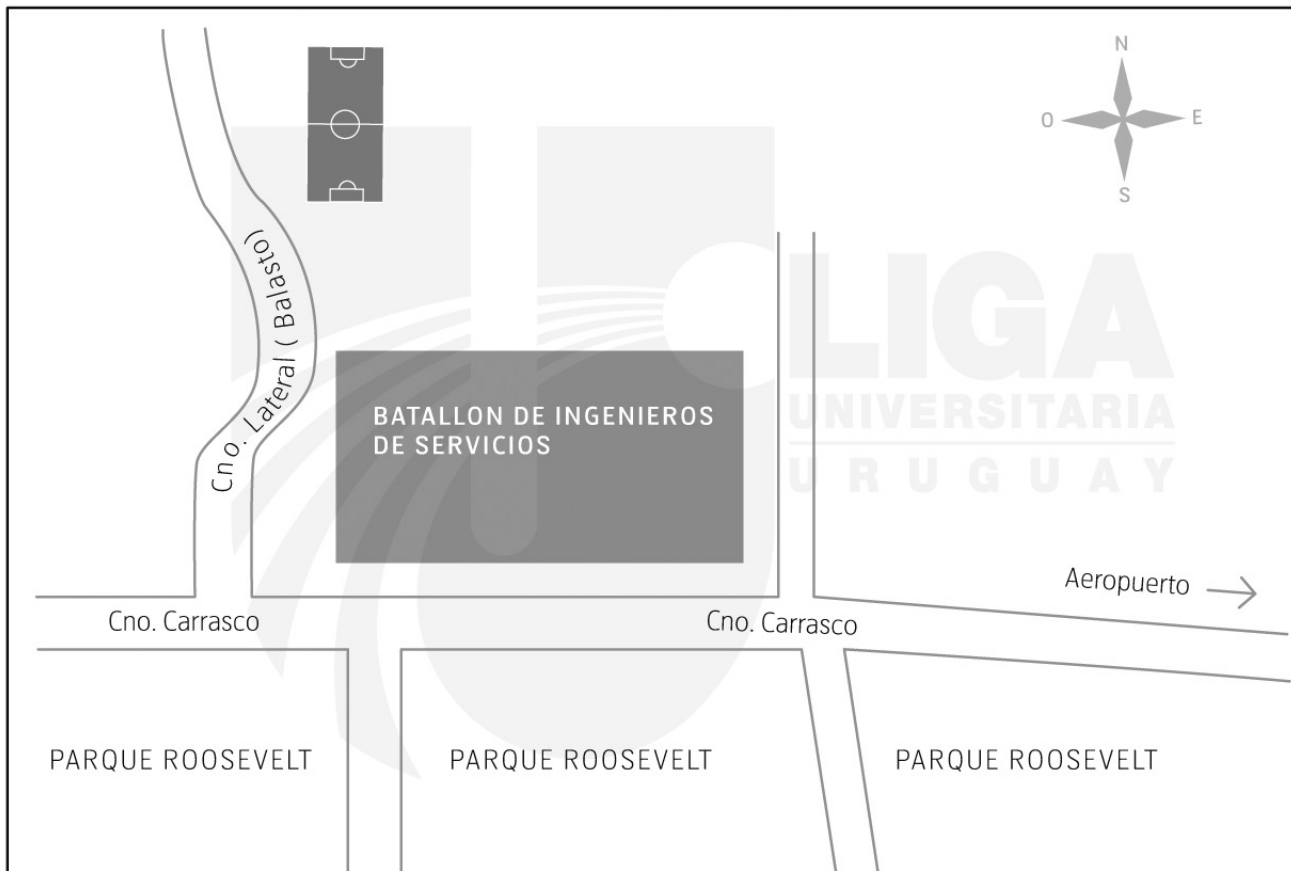 N
O
E
S
Cno. Lateral ( Balasto)
LIGA
UNIVERSITARIA
URUGUAY
BATALLON DE INGENIEROS
DE SERVICIOS
Aeropuerto
Cno. Carrasco
Cno. Carrasco
PARQUE ROOSEVELT
PARQUE ROOSEVELT
PARQUE ROOSEVELT